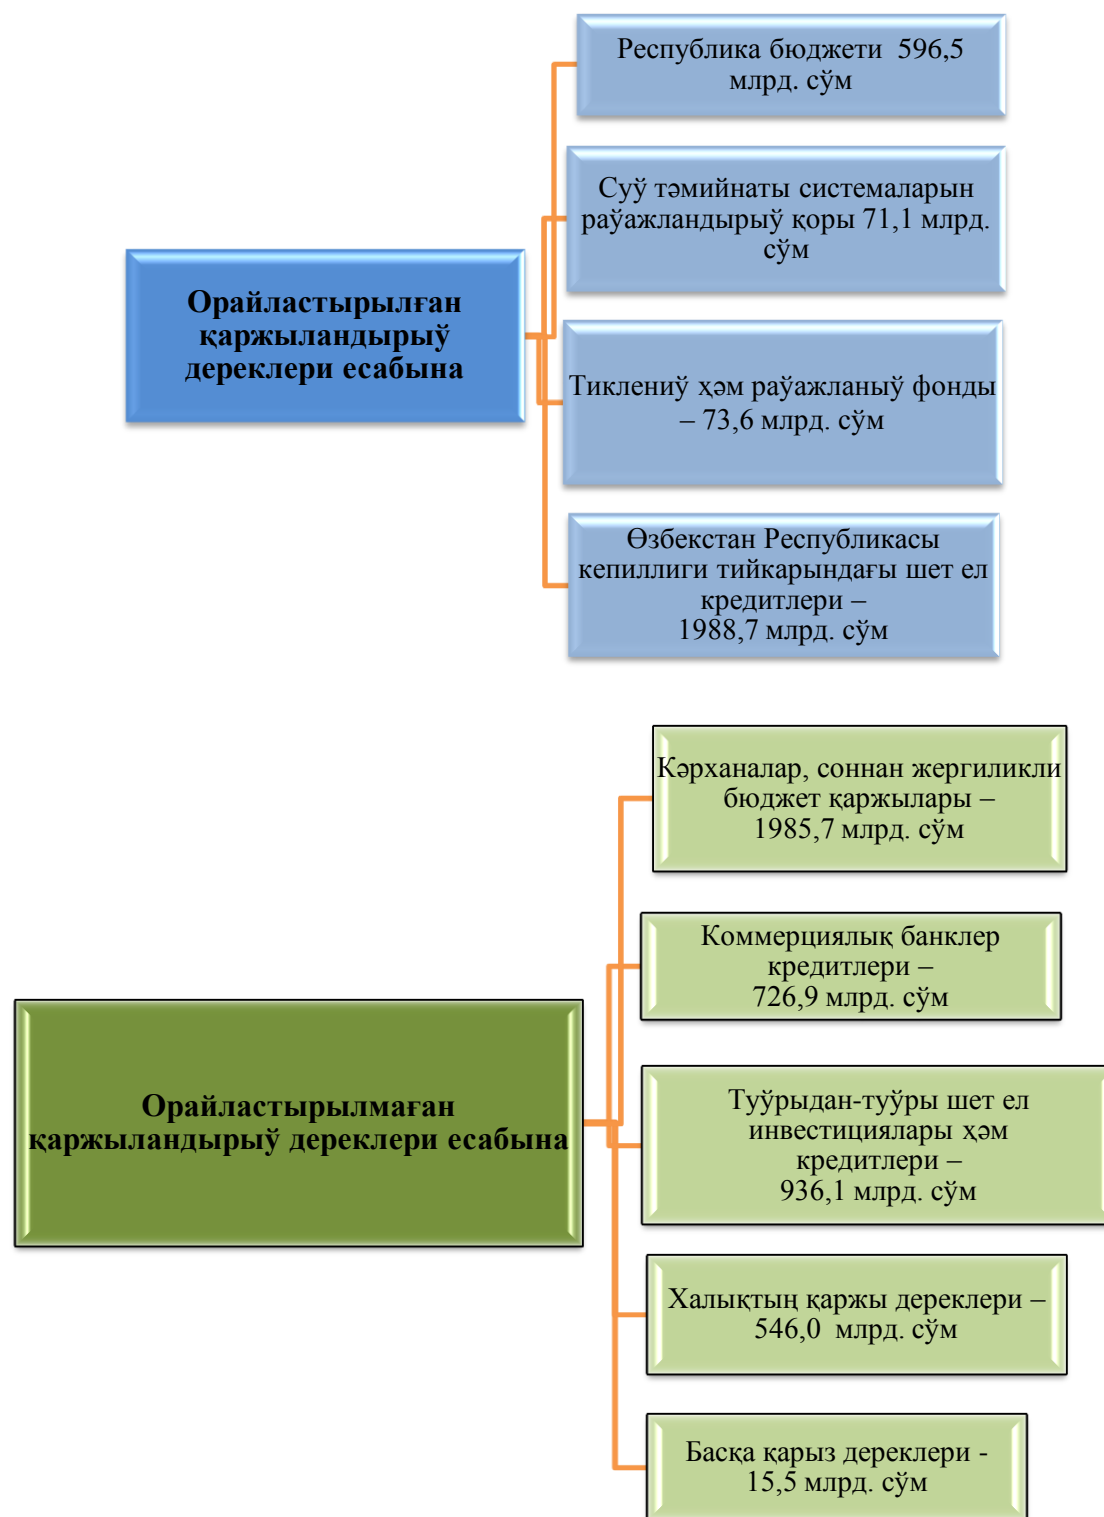 Республика бюджети 596,5
млрд. сўм
Суў тәмийнаты системаларын
раўажландырыў қоры 71,1 млрд.
сўм
Орайластырылған
қаржыландырыў
дереклери есабына
Тиклениў ҳәм раўажланыў фонды
– 73,6 млрд. сўм
Өзбекстан Республикасы
кепиллиги тийкарындағы шет ел
кредитлери –
1988,7 млрд. сўм
Кәрханалар, соннан жергиликли
бюджет қаржылары –
1985,7 млрд. сўм
Коммерциялық банклер
кредитлери –
726,9 млрд. сўм
Орайластырылмаған
қаржыландырыў дереклери есабына
Туўрыдан-туўры шет ел
инвестициялары ҳәм
кредитлери –
936,1 млрд. сўм
Халықтың қаржы дереклери –
546,0 млрд. сўм
Басқа қарыз дереклери -
15,5 млрд. сўм